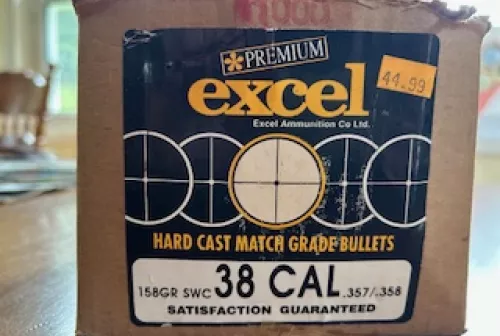 PREMIUM
44.99
excel
Excel Ammunition Co Ltd.
HARD CAST MATCH GRADE BULLETS
158GR SWC 38 CAL .357/.358
SATISFACTION GUARANTEED